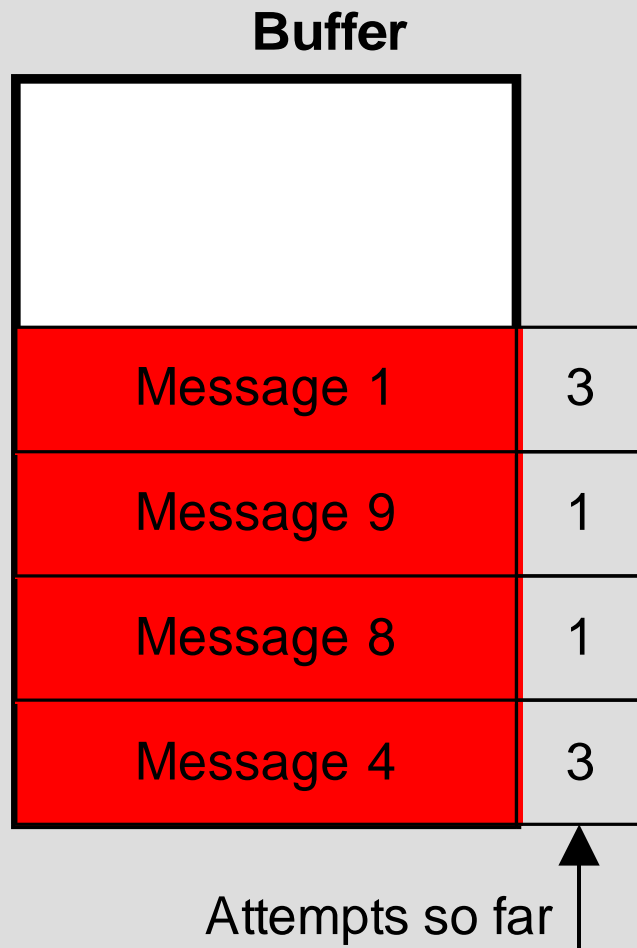 Buffer
Message 1 3
Message 9 1
Message 8 1
Message 4 3
Attempts so far